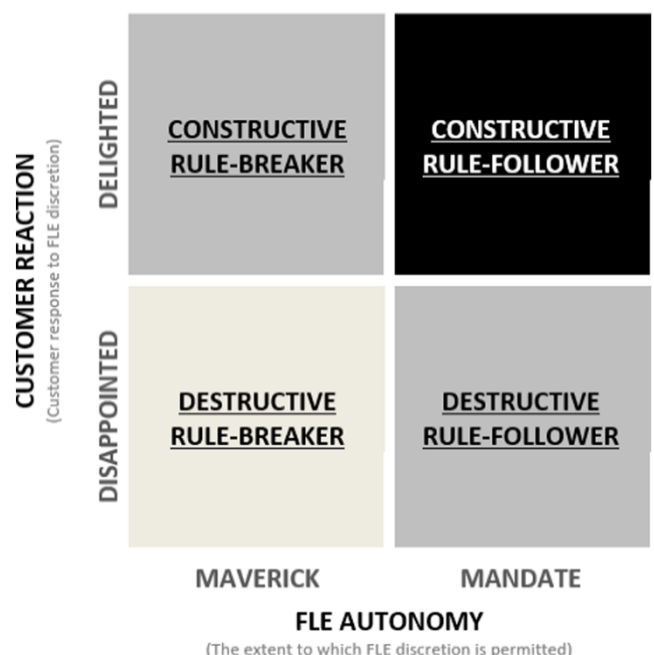 CUSTOMER REACTION
(Customer response to FLE discretion)
DELIGHTED
CONSTRUCTIVE
RULE-BREAKER
CONSTRUCTIVE
RULE-FOLLOWER
DISAPPOINTED
DESTRUCTIVE
RULE-BREAKER
DESTRUCTIVE
RULE-FOLLOWER
MAVERICK
MANDATE
FLE AUTONOMY
(The extent to which FLE discretion is permitted)